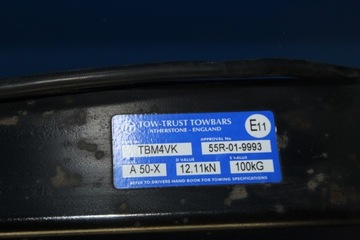 TOW-TRUST TOWBARS
ATHERSTONE - ENGLAND
E11
APPROVAL No
TBM4VK 55R-01-9993
D VALUE S VALUE
A 50-X 12.11kN 100kG
REFER TO DRIVERS HAND BOOK FOR TOWING SPECIFICATIONS